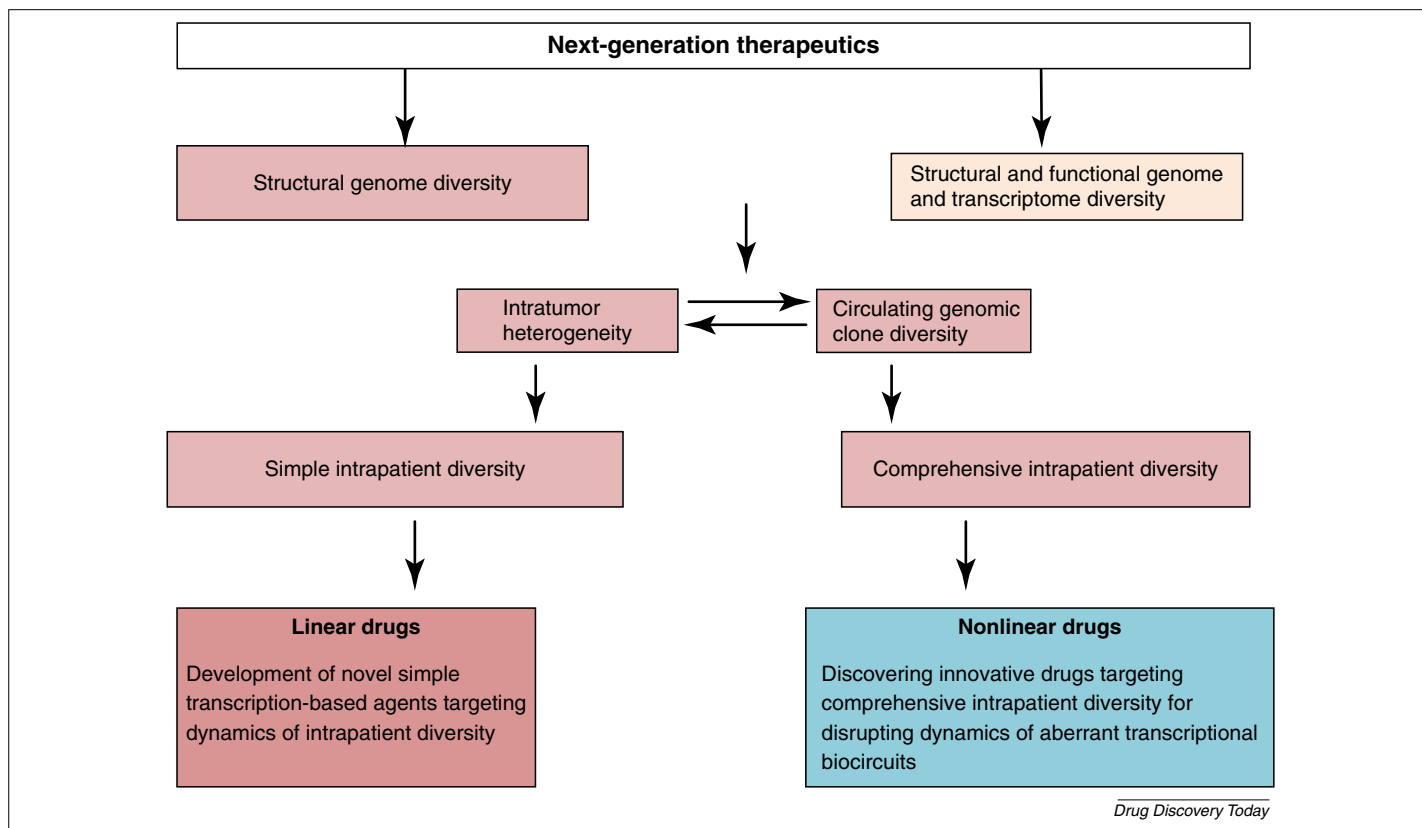 Next-generation therapeutics
Structural genome diversity
Structural and functional genome
and transcriptome diversity
Intratumor
heterogeneity
Circulating genomic
clone diversity
Simple intrapatient diversity
Comprehensive intrapatient diversity
Linear drugs
Development of novel simple
transcription-based agents targeting
dynamics of intrapatient diversity
Nonlinear drugs
Discovering innovative drugs targeting
comprehensive intrapatient diversity for
disrupting dynamics of aberrant transcriptional
biocircuits
Drug Discovery Today